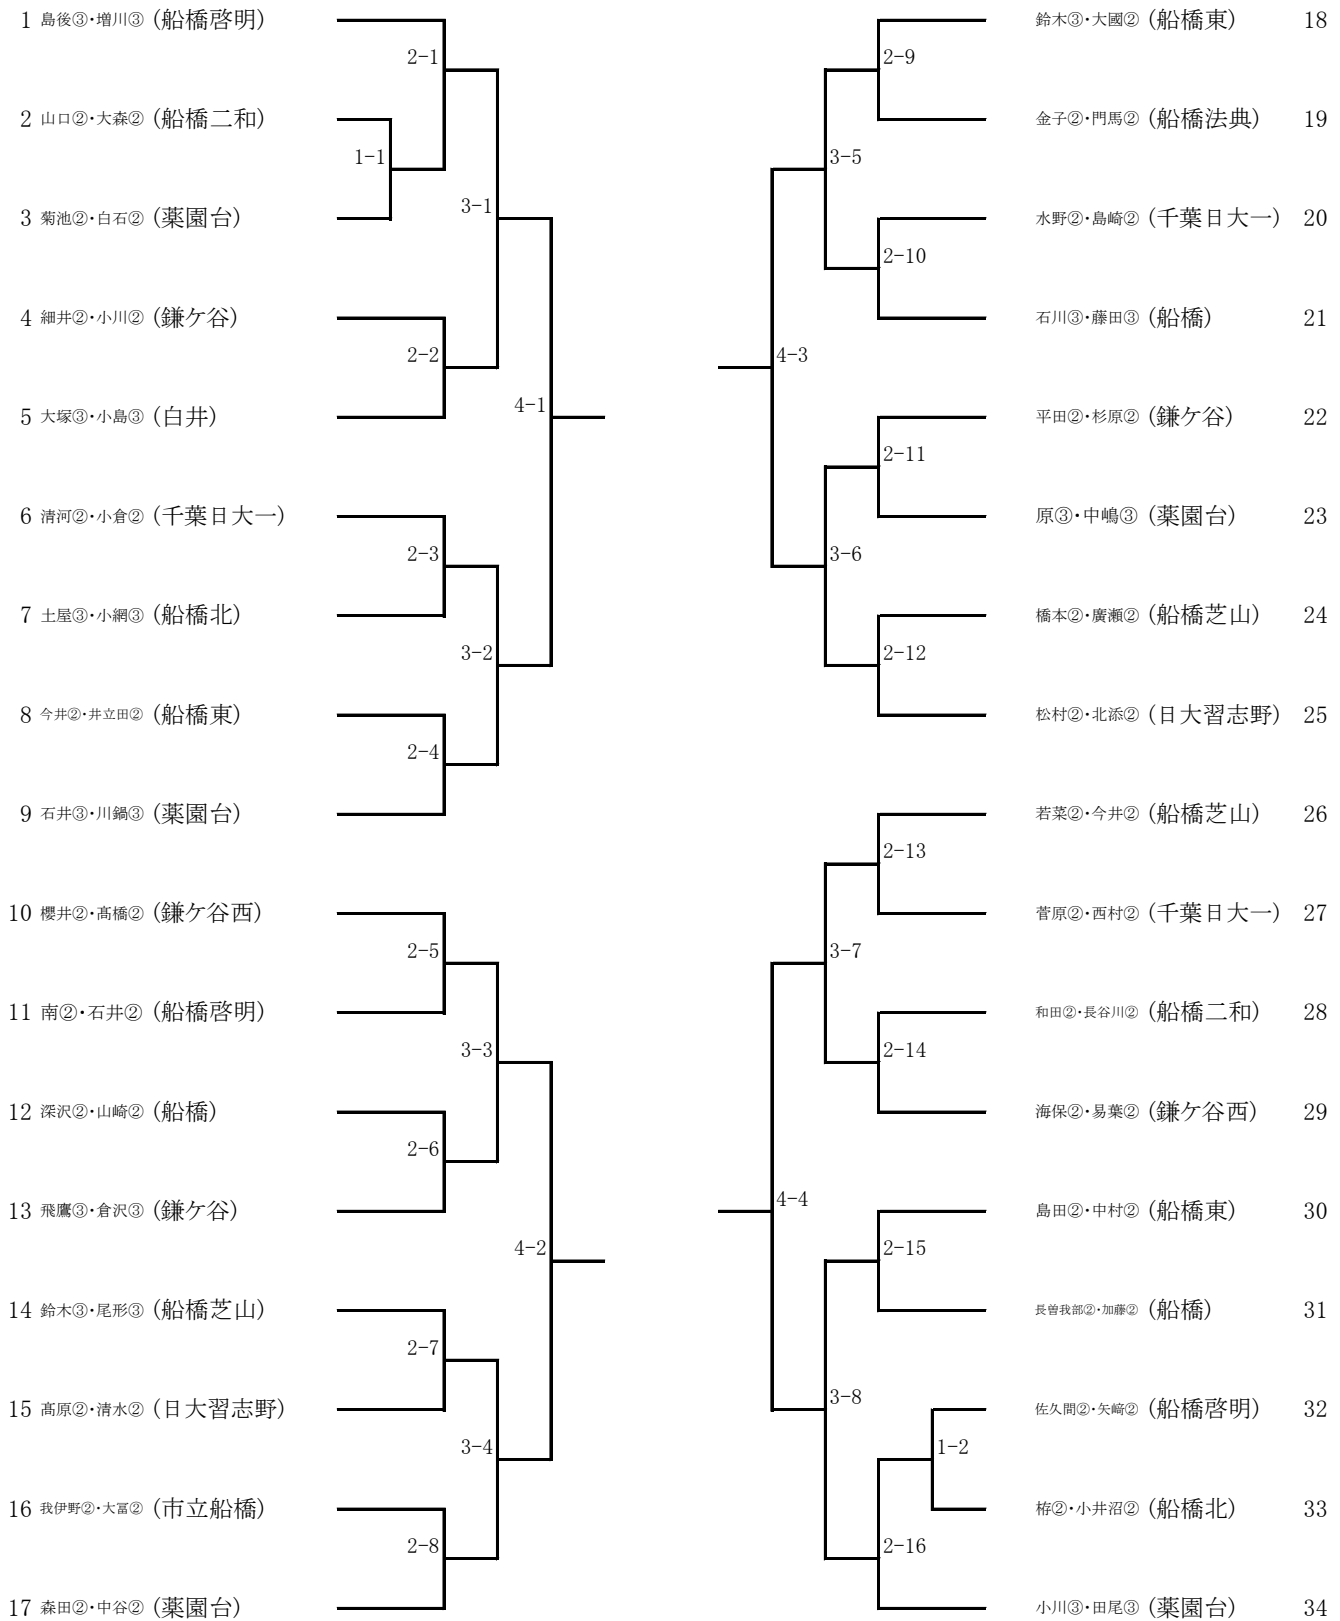 1 島後③・増川③ (船橋啓明)
2-1
2 山口②・大森② (船橋二和)
1-1
3 菊池②・白石② (薬園台)
3-1
4 細井②・小川② (鎌ケ谷)
2-2
5 大塚③・小島③ (白井)
4-1
6 清河②・小倉② (千葉日大一)
2-3
7 土屋③・小網③ (船橋北)
3-2
8 今井②・井立田② (船橋東)
2-4
9 石井③・川鍋③ (薬園台)
10 櫻井②・髙橋② (鎌ケ谷西)
2-5
11 南②・石井② (船橋啓明)
3-3
12 深沢②・山崎② (船橋)
2-6
13 飛鷹③・倉沢③ (鎌ケ谷)
4-2
14 鈴木③・尾形③ (船橋芝山)
2-7
15 髙原②・清水② (日大習志野)
3-4
16 我伊野②・大冨② (市立船橋)
2-8
17 森田②・中谷② (薬園台)
鈴木③・大國② (船橋東) 18
2-9
金子②・門馬② (船橋法典) 19
3-5
水野②・島崎② (千葉日大一) 20
2-10
石川③・藤田③ (船橋) 21
4-3
平田②・杉原② (鎌ケ谷) 22
2-11
原③・中嶋③ (薬園台) 23
3-6
橋本②・廣瀬② (船橋芝山) 24
2-12
松村②・北添② (日大習志野) 25
若菜②・今井② (船橋芝山) 26
2-13
菅原②・西村② (千葉日大一) 27
3-7
和田②・長谷川② (船橋二和) 28
2-14
海保②・易葉② (鎌ケ谷西) 29
4-4
島田②・中村② (船橋東) 30
2-15
長曽我部②・加藤② (船橋) 31
3-8
佐久間②・矢﨑② (船橋啓明) 32
1-2
栫②・小井沼② (船橋北) 33
2-16
小川③・田尾③ (薬園台) 34